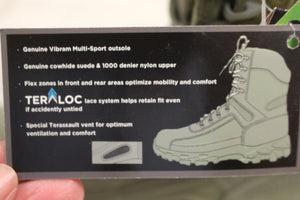 • Genuine Vibram Multi-Sport outsole
• Genuine cowhide suede & 1000 denier nylon upper
• Flex zones in front and rear areas optimize mobility and comfort
• TERALOC lace system helps retain fit even
if accidently untied
• Special Terassault vent for optimum
ventilation and comfort